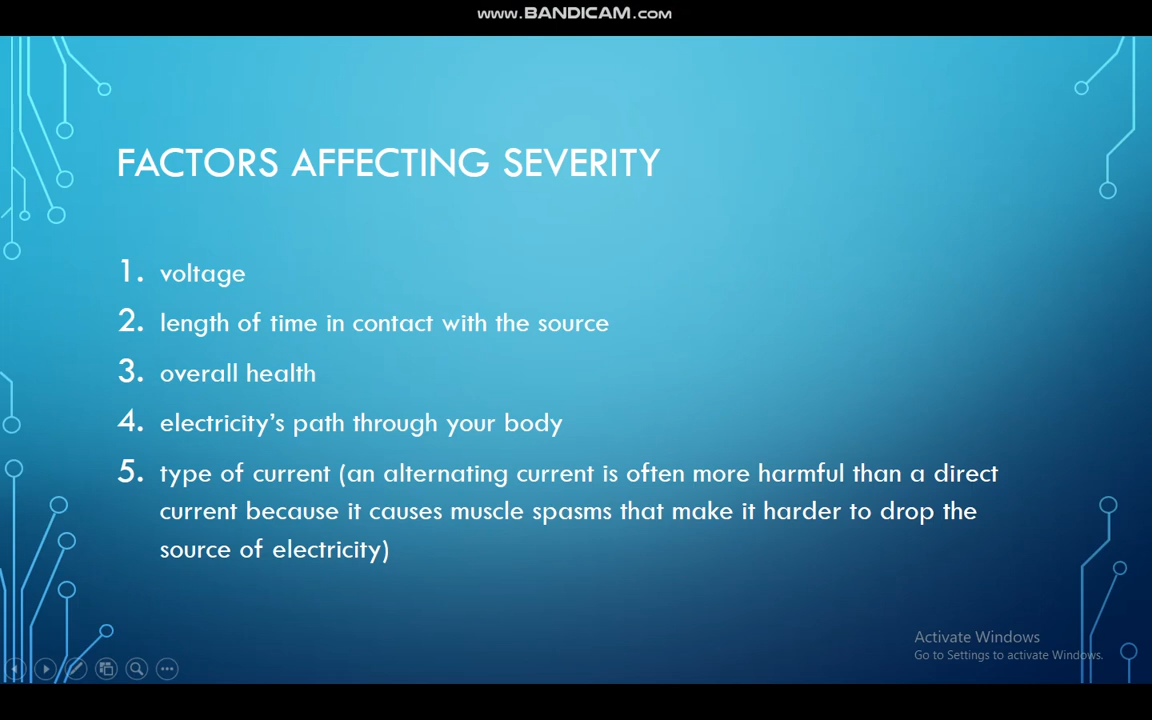 www.BANDICAM.com
FACTORS AFFECTING SEVERITY
1. voltage
2. length of time in contact with the source
3. overall health
4. electricity’s path through your body
5. type of current (an alternating current is often more harmful than a direct
current because it causes muscle spasms that make it harder to drop the
source of electricity)
Activate Windows
Go to Settings to activate Windows.